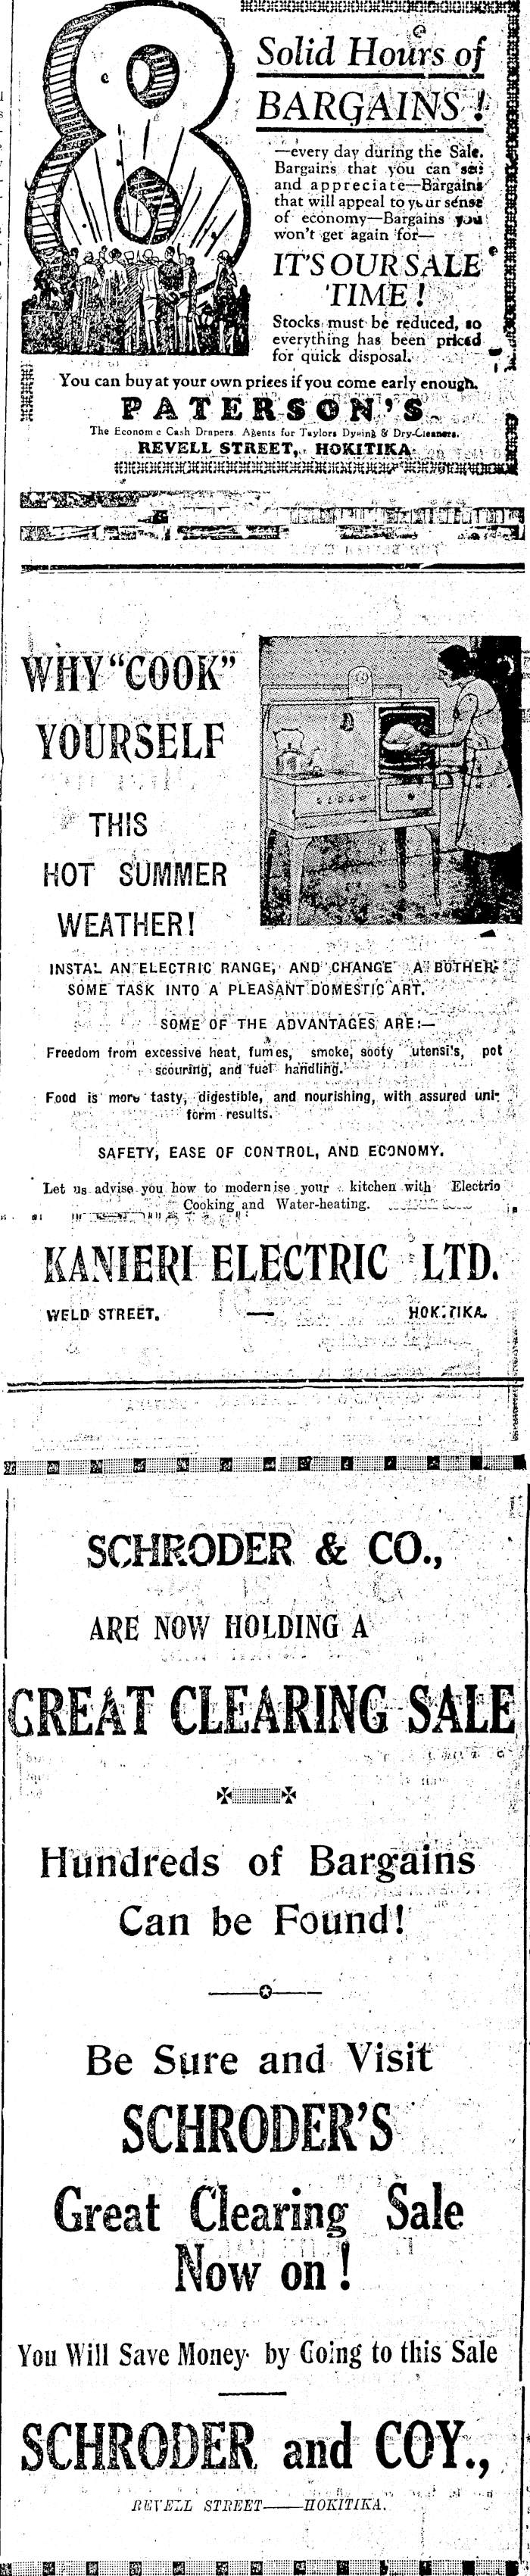 8 Solid Hours of
BARGAINS!
—every day during the Sale.
Bargains that you can see
and appreciate—Bargains
that will appeal to your sense
of economy—Bargains you
won't get again for—
IT'S OUR SALE
TIME!
Stocks must be reduced, so
everything has been priced
for quick disposal.
You can buy at your own prices if you come early enough.
PATERSON'S
The Economic Cash Drapers. Agents for Taylors Dyeing & Dry-Cleaners.
REVELL STREET, HOKITIKA
WHY "COOK"
YOURSELF
THIS
HOT SUMMER
WEATHER!
INSTAL AN ELECTRIC RANGE, AND CHANGE A BOTHER-
SOME TASK INTO A PLEASANT DOMESTIC ART.
SOME OF THE ADVANTAGES ARE:—
Freedom from excessive heat, fumes, smoke, sooty utensils, pot
scouring, and fuel handling.
Food is more tasty, digestible, and nourishing, with assured uni-
form results.
SAFETY, EASE OF CONTROL, AND ECONOMY.
Let us advise you how to modernise your kitchen with Electric
Cooking and Water-heating.
KANIERI ELECTRIC LTD.
WELD STREET. — HOKITIKA.
SCHRODER & CO.,
ARE NOW HOLDING A
GREAT CLEARING SALE
Hundreds of Bargains
Can be Found!
Be Sure and Visit
SCHRODER'S
Great Clearing Sale
Now on!
You Will Save Money by Going to this Sale
SCHRODER and COY.,
REVELL STREET——HOKITIKA.